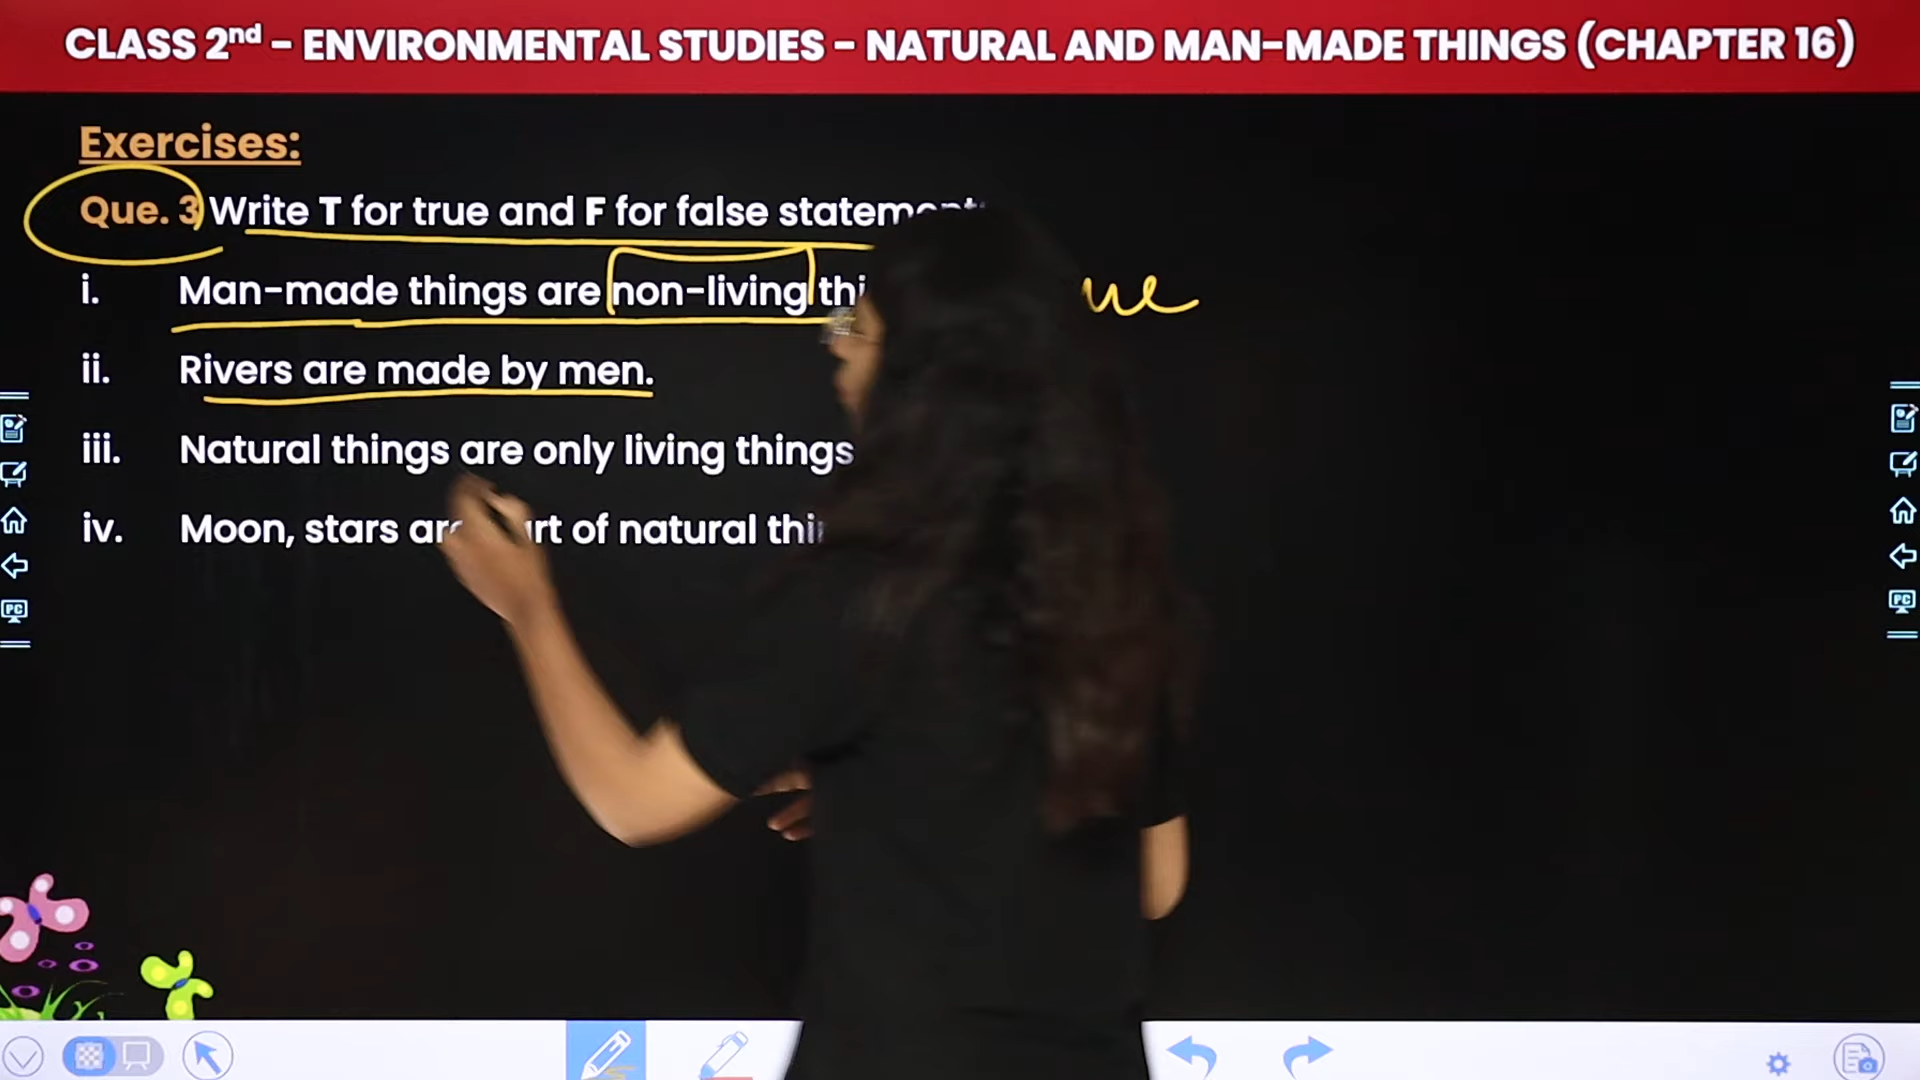 CLASS 2nd – ENVIRONMENTAL STUDIES – NATURAL AND MAN-MADE THINGS (CHAPTER 16)
Exercises:
Que. 3 Write T for true and F for false
i. Man-made things are non-living
ii. Rivers are made by men.
iii. Natural things are only living things
iv. Moon, stars of natural
PC
PC